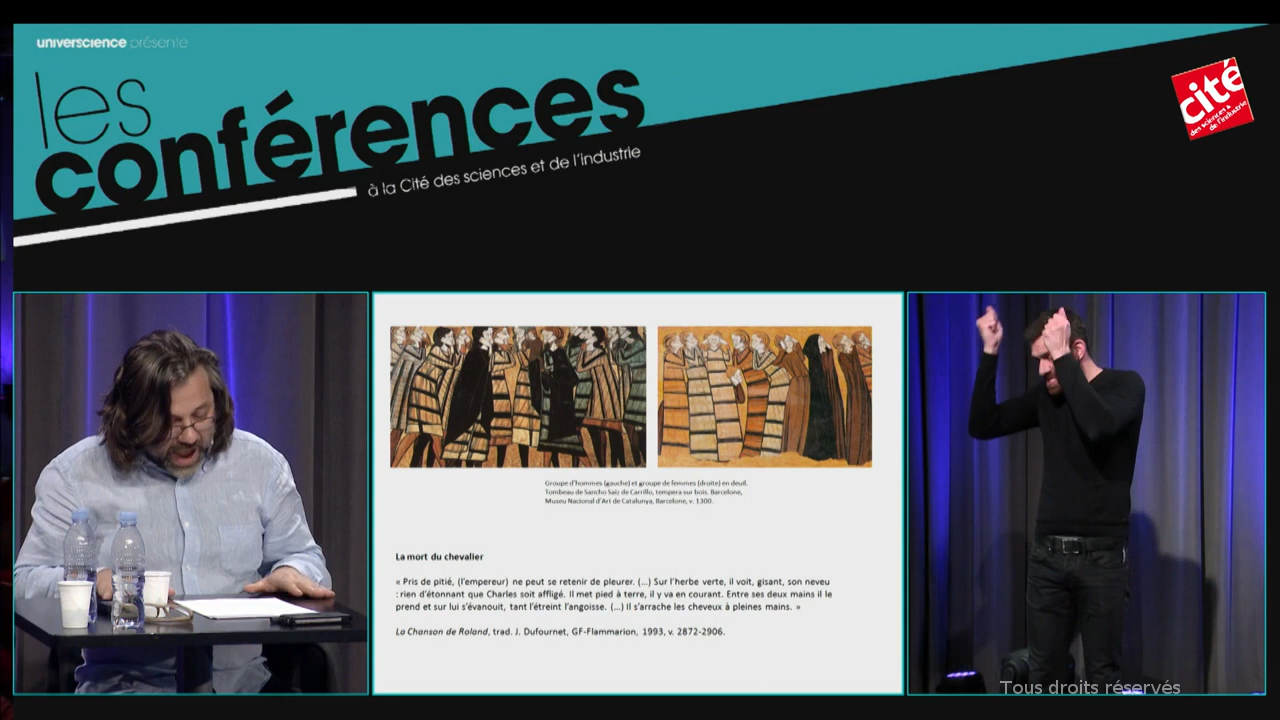 universcience présente
les
conférences
à la Cité des sciences et de l'industrie
cité
des sciences &
de l'industrie
Groupe d'hommes (gauche) et groupe de femmes (droite) en deuil.
Tombeau de Sancho Saiz de Carrillo, tempera sur bois. Barcelone,
Museu Nacional d'Art de Catalunya, Barcelone, v. 1300.
La mort du chevalier
« Pris de pitié, (l'empereur) ne peut se retenir de pleurer. (...) Sur l'herbe verte, il voit, gisant, son neveu
: rien d'étonnant que Charles soit affligé. Il met pied à terre, il y va en courant. Entre ses deux mains il le
prend et sur lui s'évanouit, tant l'étreint l'angoisse. (...) Il s'arrache les cheveux à pleines mains. »
La Chanson de Roland, trad. J. Dufournet, GF-Flammarion, 1993, v. 2872-2906.
Tous droits réservés